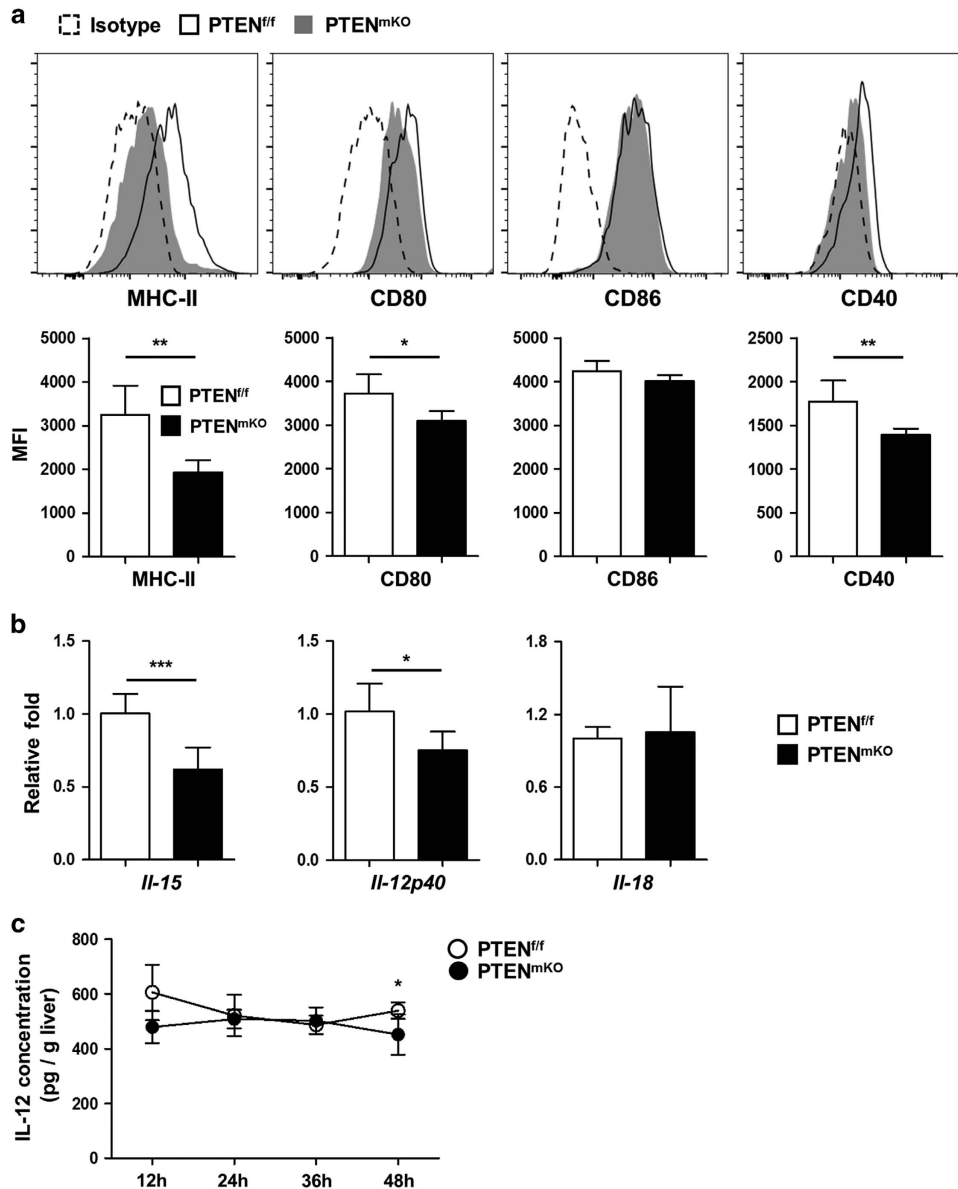 a
Isotype PTENf/f PTENmKO
MHC-II CD80 CD86 CD40
5000 5000 5000 2500
4000 4000 4000 2000
3000 3000 3000 1500
2000 2000 2000 1000
1000 1000 1000 500
0 0 0 0
MFI
** * **
PTENf/f
PTENmKO
MHC-II CD80 CD86 CD40
b
1.5 1.5 1.8
1.0 1.0 1.2
0.5 0.5 0.6
0.0 0.0 0.0
Relative fold
*** *
PTENf/f
PTENmKO
Il-15 Il-12p40 Il-18
c
800
600
400
200
0
IL-12 concentration
(pg / g liver)
*
PTENf/f
PTENmKO
12h 24h 36h 48h